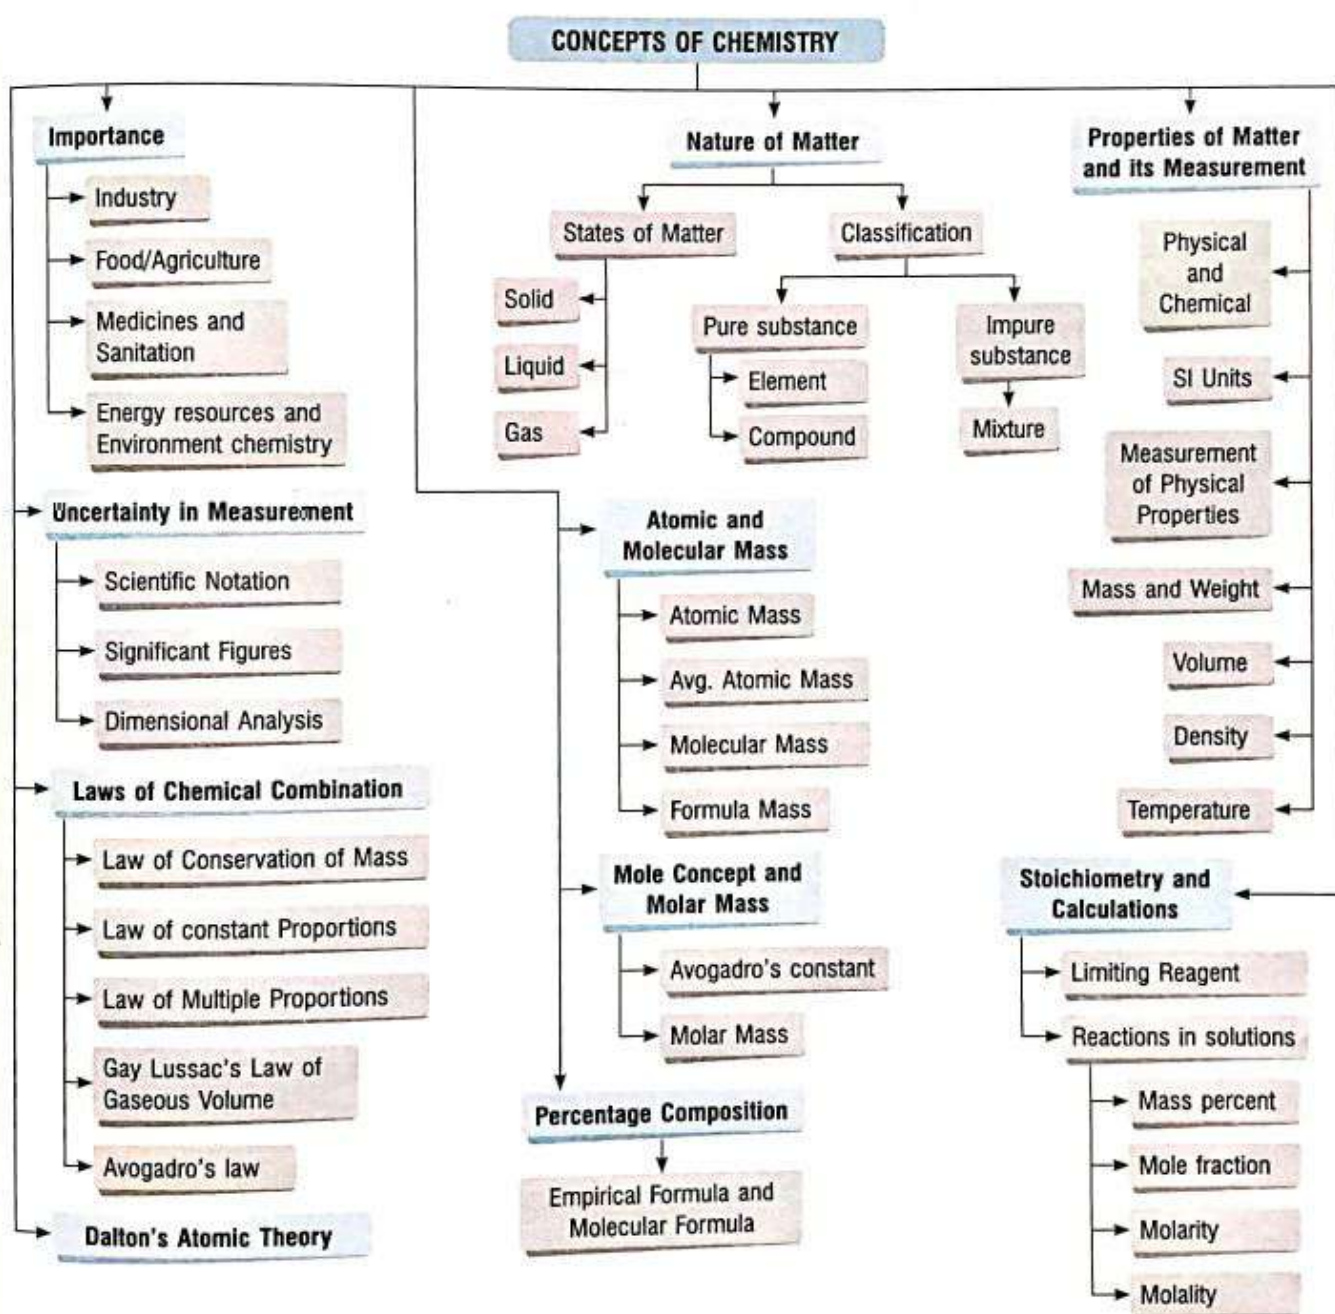 CONCEPTS OF CHEMISTRY
Importance
Industry
Food/Agriculture
Medicines and
Sanitation
Energy resources and
Environment chemistry
Uncertainty in Measurement
Scientific Notation
Significant Figures
Dimensional Analysis
Laws of Chemical Combination
Law of Conservation of Mass
Law of constant Proportions
Law of Multiple Proportions
Gay Lussac's Law of
Gaseous Volume
Avogadro's law
Dalton's Atomic Theory
Nature of Matter
States of Matter
Solid
Liquid
Gas
Classification
Pure substance
Element
Compound
Impure
substance
Mixture
Atomic and
Molecular Mass
Atomic Mass
Avg. Atomic Mass
Molecular Mass
Formula Mass
Mole Concept and
Molar Mass
Avogadro's constant
Molar Mass
Percentage Composition
Empirical Formula and
Molecular Formula
Properties of Matter
and its Measurement
Physical
and
Chemical
SI Units
Measurement
of Physical
Properties
Mass and Weight
Volume
Density
Temperature
Stoichiometry and
Calculations
Limiting Reagent
Reactions in solutions
Mass percent
Mole fraction
Molarity
Molality